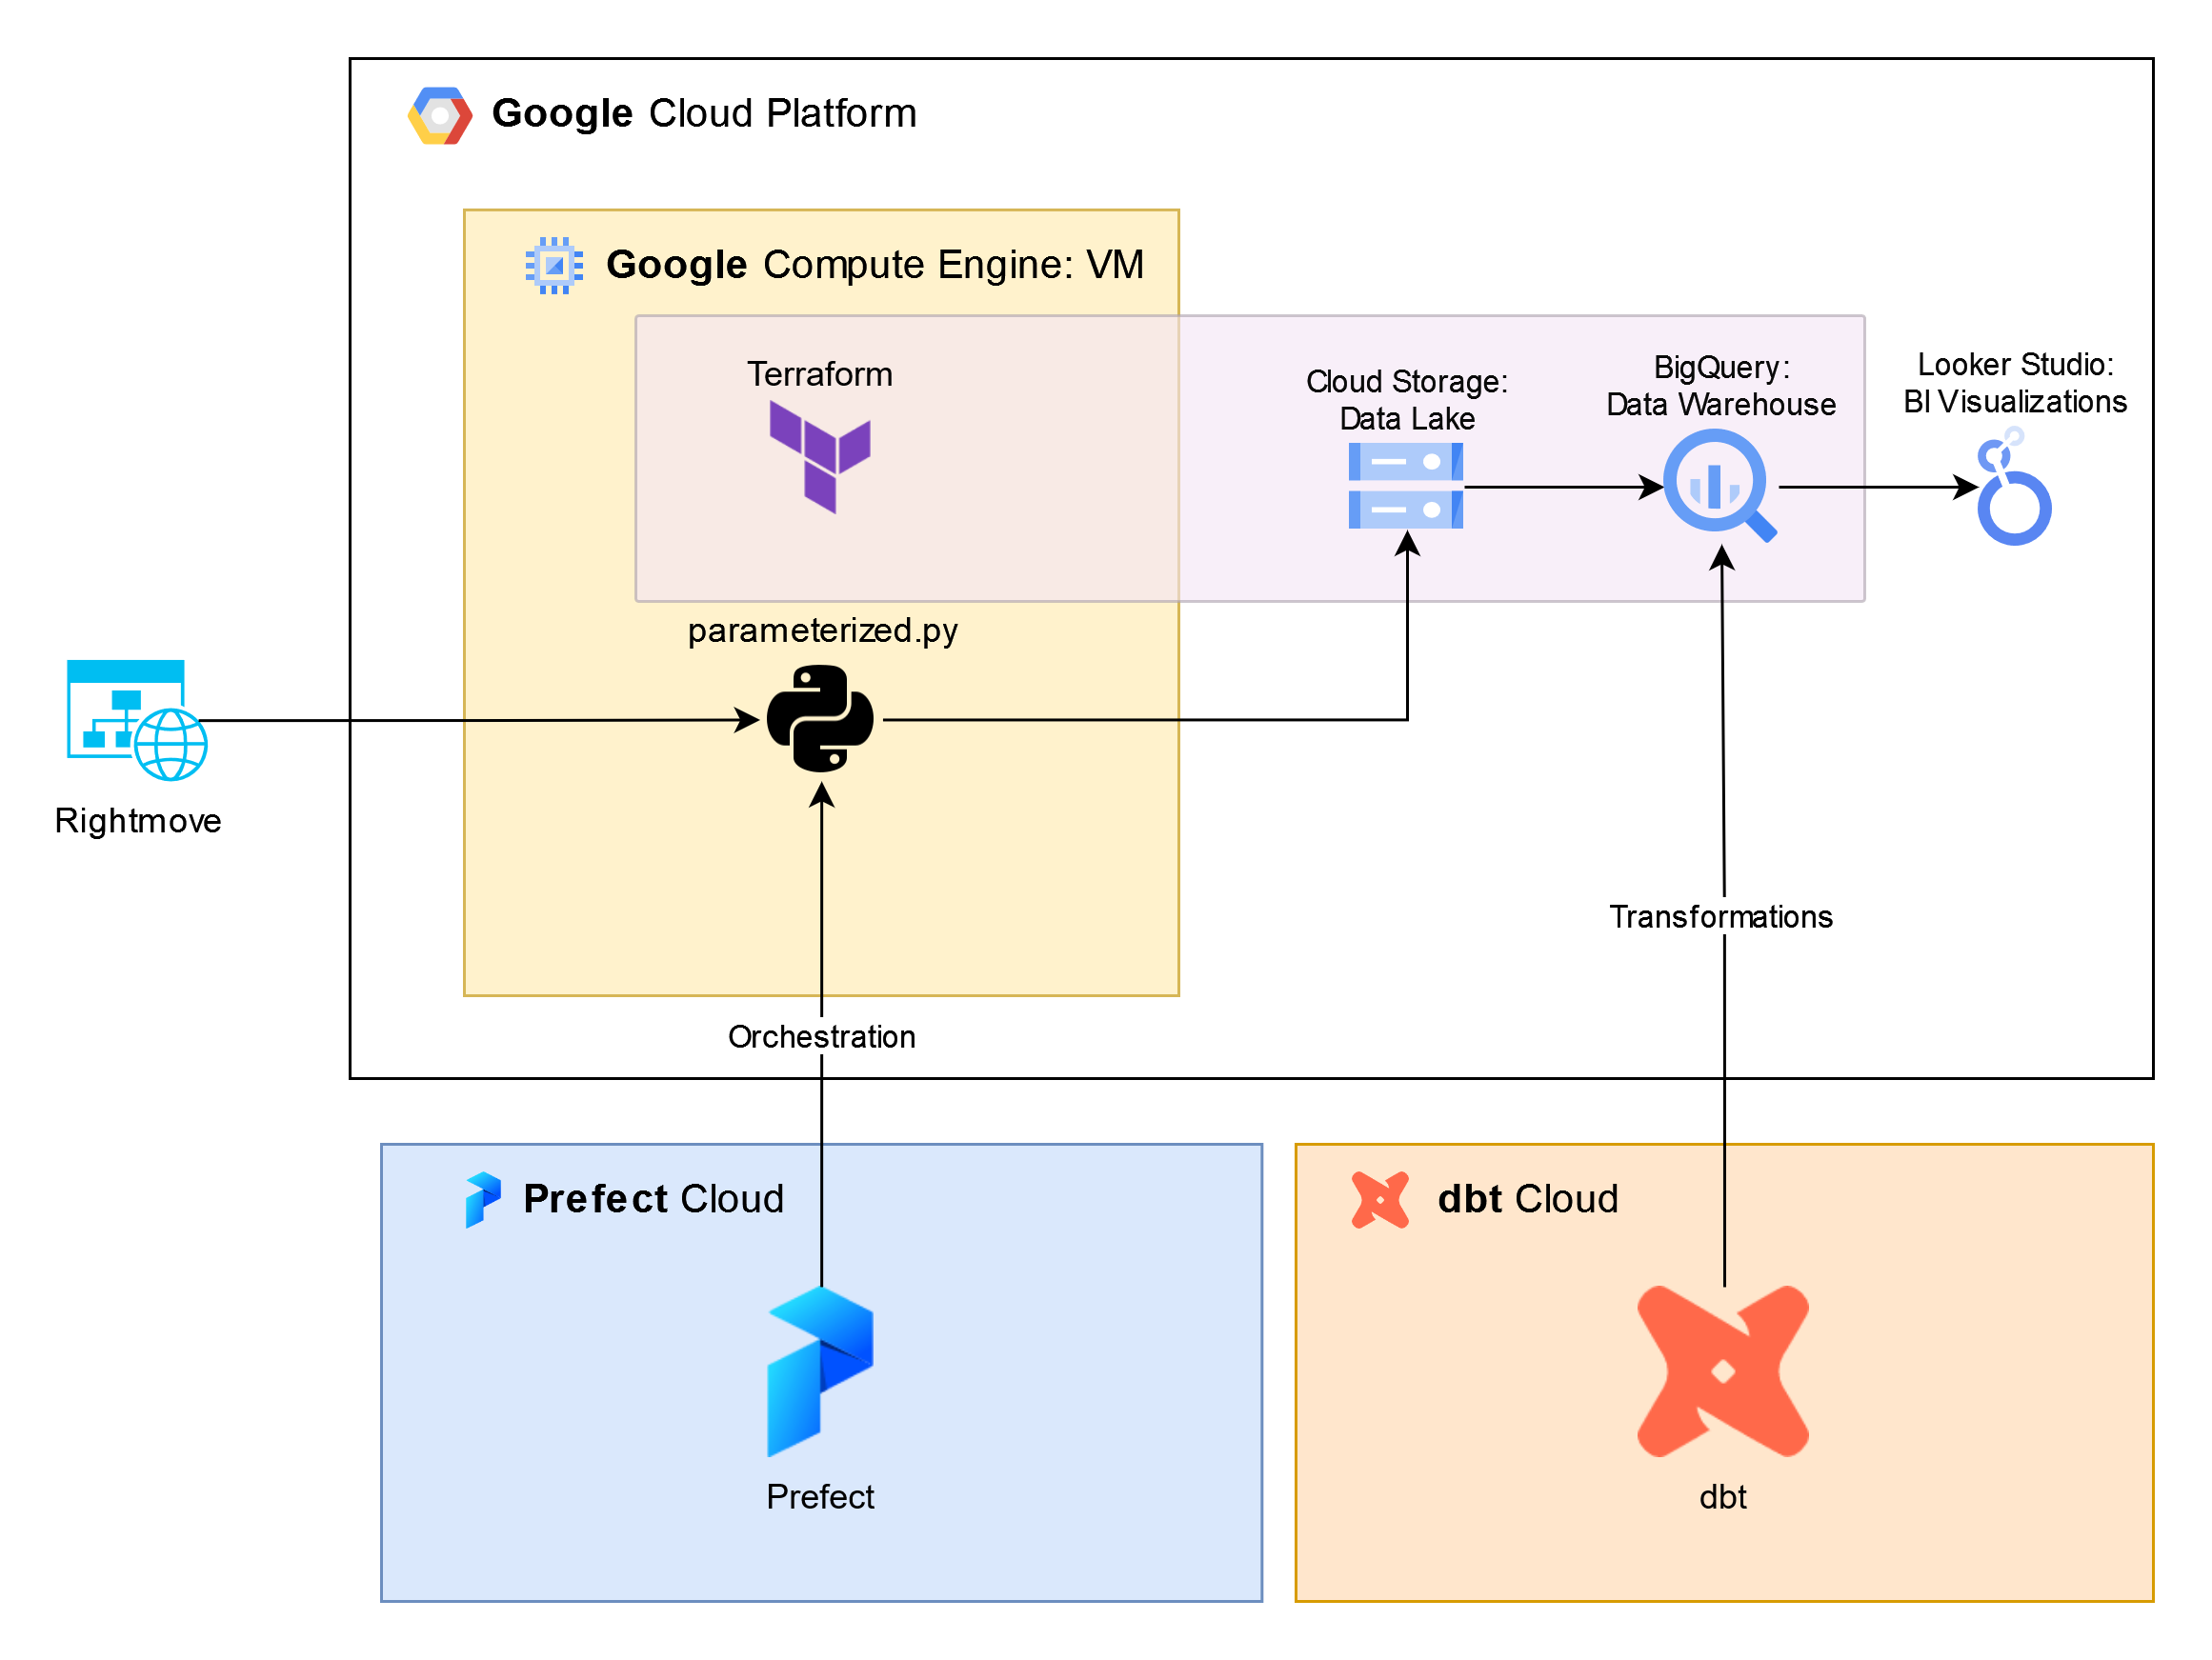 Google Cloud Platform
Google Compute Engine: VM
Terraform
Cloud Storage:
Data Lake
BigQuery:
Data Warehouse
Looker Studio:
BI Visualizations
parameterized.py
Rightmove
Transformations
Orchestration
Prefect Cloud
dbt Cloud
Prefect
dbt